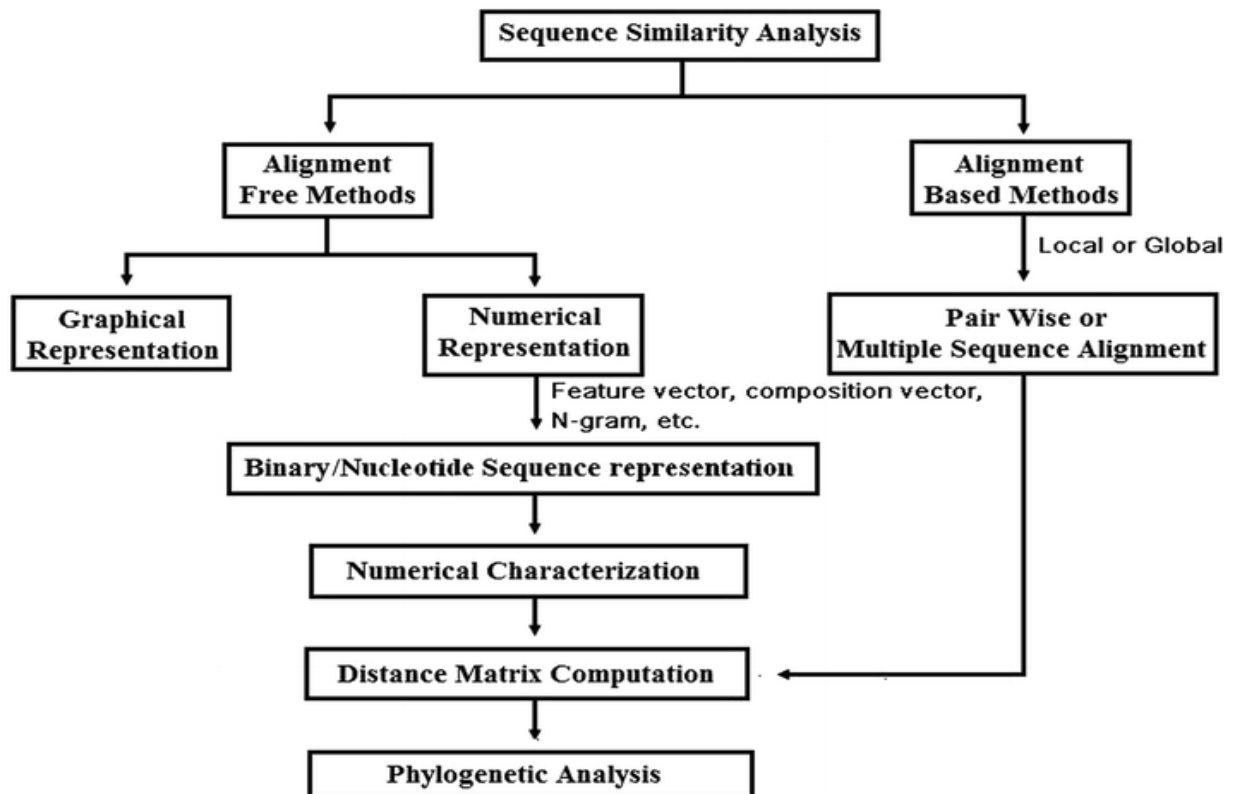 Sequence Similarity Analysis
Alignment
Free Methods
Alignment
Based Methods
Local or Global
Graphical
Representation
Numerical
Representation
Pair Wise or
Multiple Sequence Alignment
Feature vector, composition vector,
N-gram, etc.
Binary/Nucleotide Sequence representation
Numerical Characterization
Distance Matrix Computation
Phylogenetic Analysis